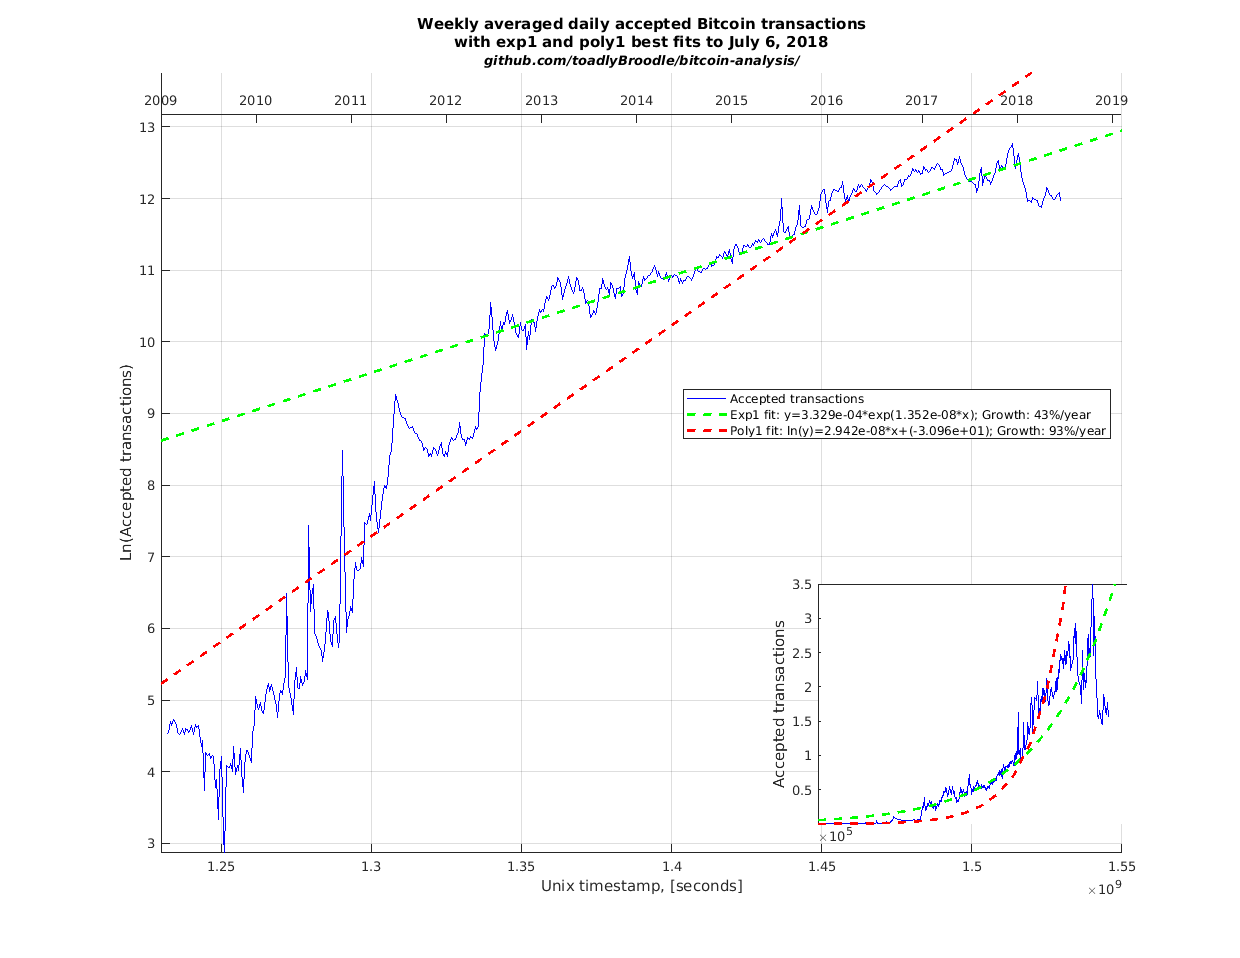 Weekly averaged daily accepted Bitcoin transactions
with exp1 and poly1 best fits to July 6, 2018
github.com/toadlyBroodle/bitcoin-analysis/
2009 2010 2011 2012 2013 2014 2015 2016 2017 2018 2019
13
12
11
10
9
8
7
6
5
4
3
Ln(Accepted transactions)
Accepted transactions
Exp1 fit: y=3.329e-04*exp(1.352e-08*x); Growth: 43%/year
Poly1 fit: ln(y)=2.942e-08*x+(-3.096e+01); Growth: 93%/year
3.5
3
2.5
2
1.5
1
0.5
Accepted transactions
×10^5
1.25 1.3 1.35 1.4 1.45 1.5 1.55
Unix timestamp, [seconds]
×10^9